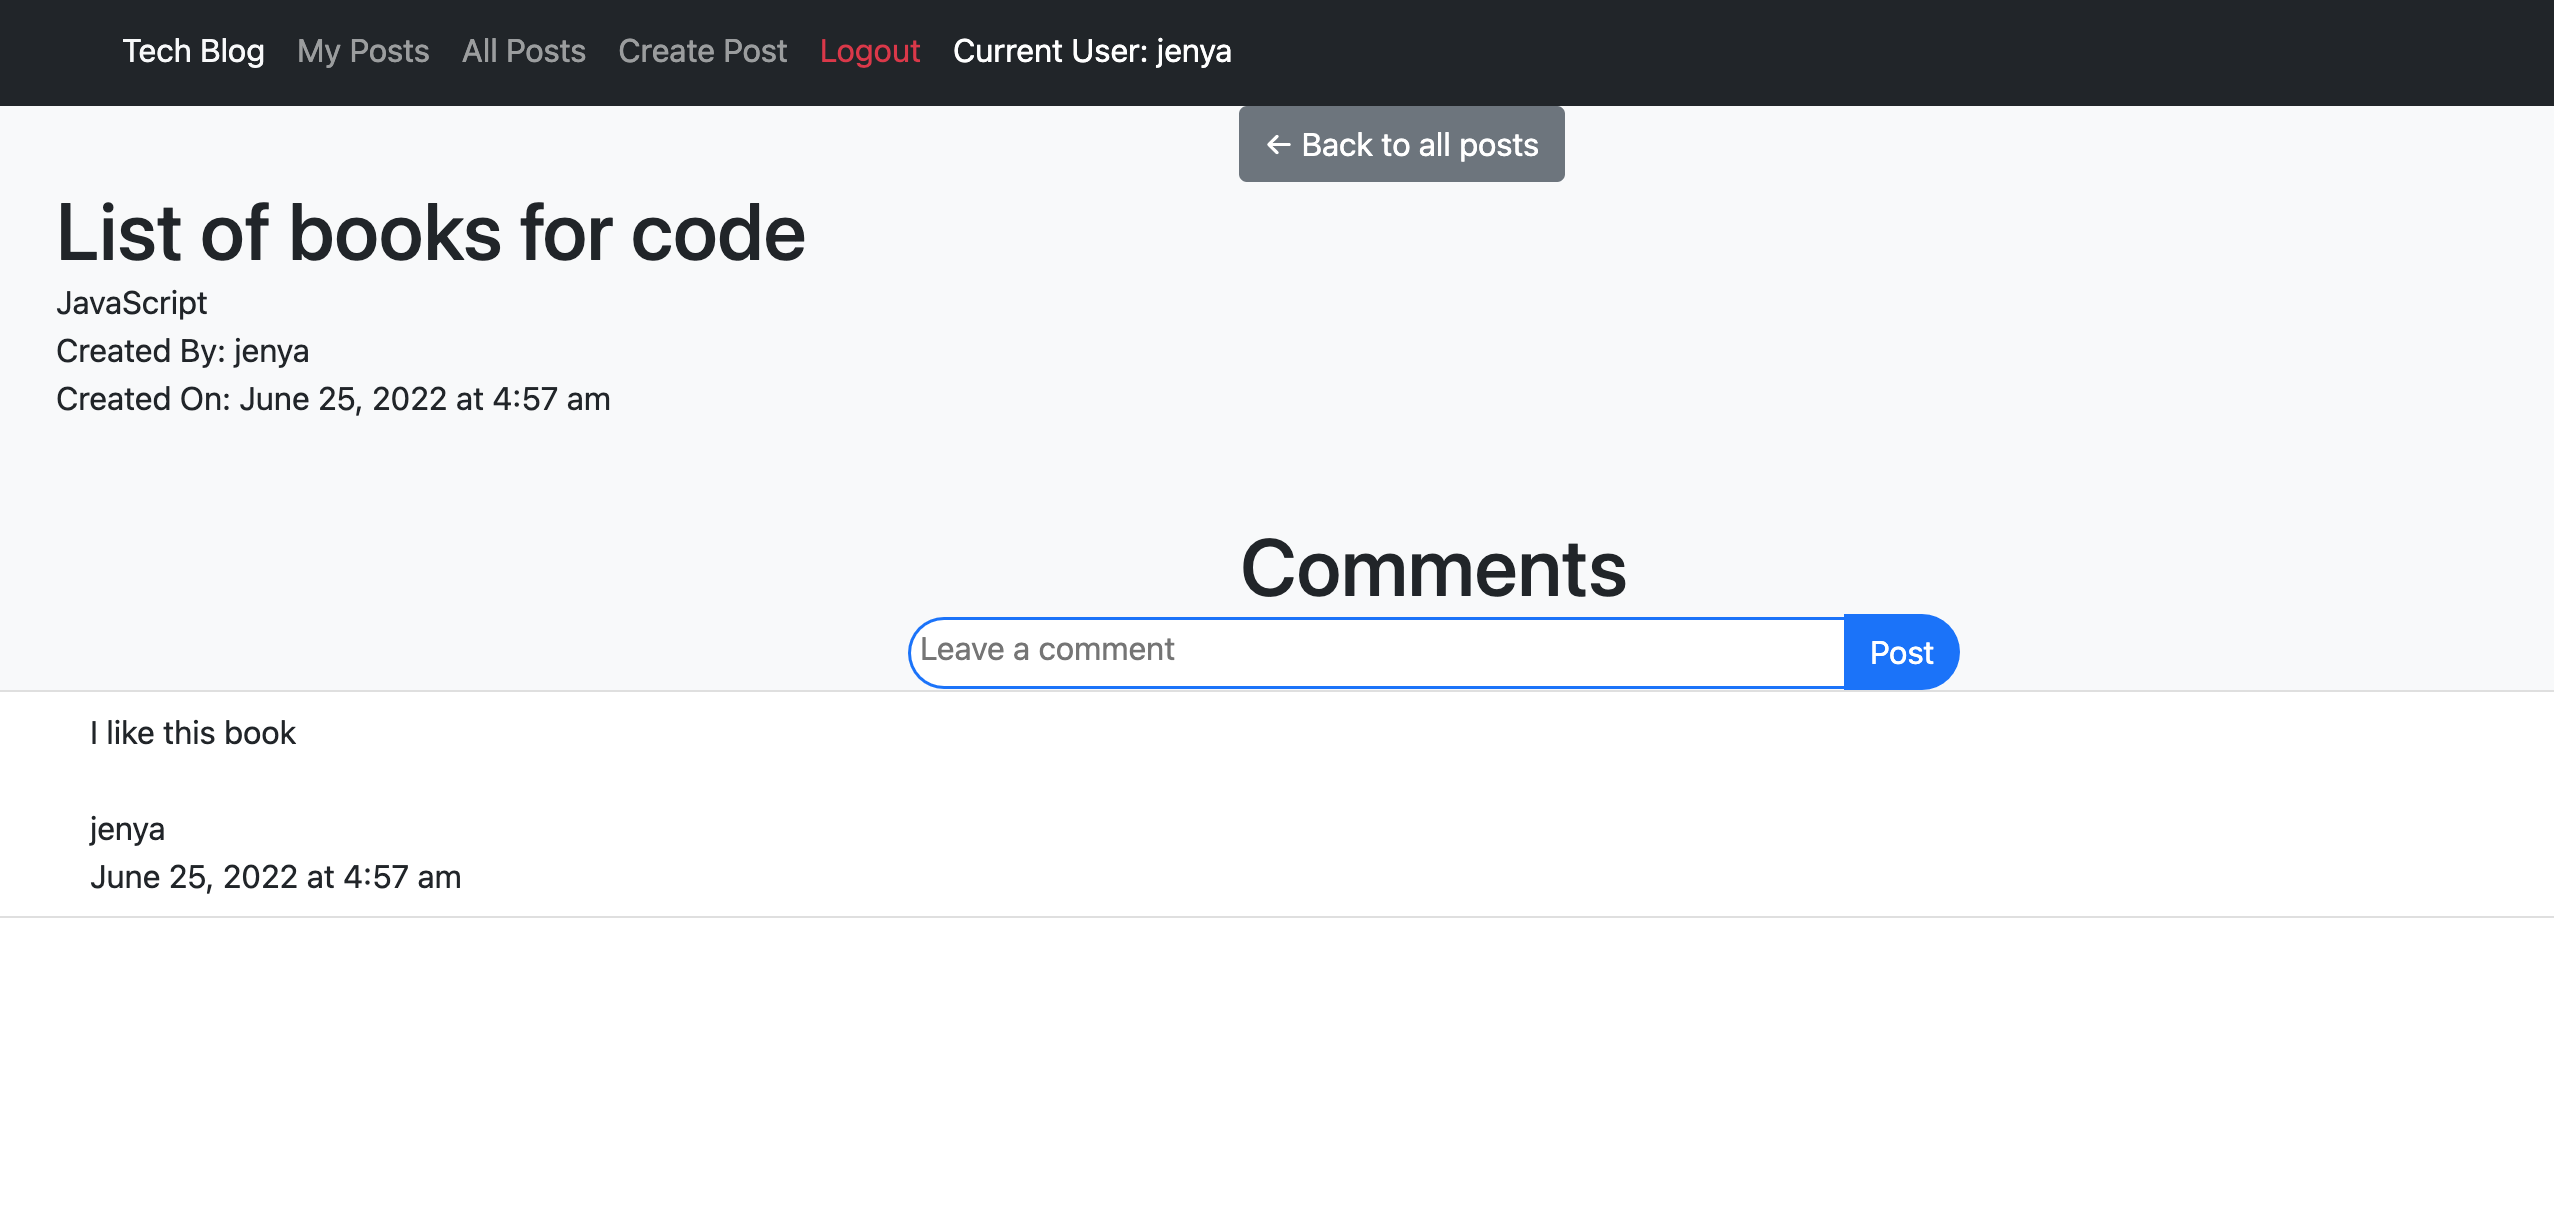 Tech Blog My Posts All Posts Create Post Logout Current User: jenya
← Back to all posts
List of books for code
JavaScript
Created By: jenya
Created On: June 25, 2022 at 4:57 am
Comments
Leave a comment Post
I like this book
jenya
June 25, 2022 at 4:57 am